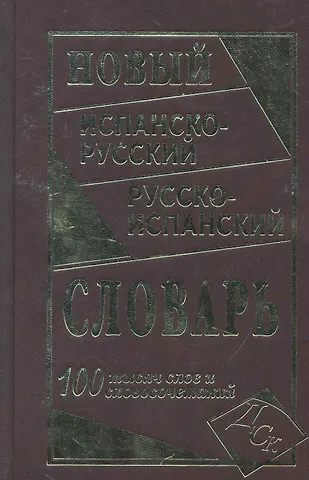 НОВЫЙ
ИСПАНСКО-
РУССКИЙ
РУССКО-
ИСПАНСКИЙ
СЛОВАРЬ
100 тысяч слов и
словосочетаний
ДСК